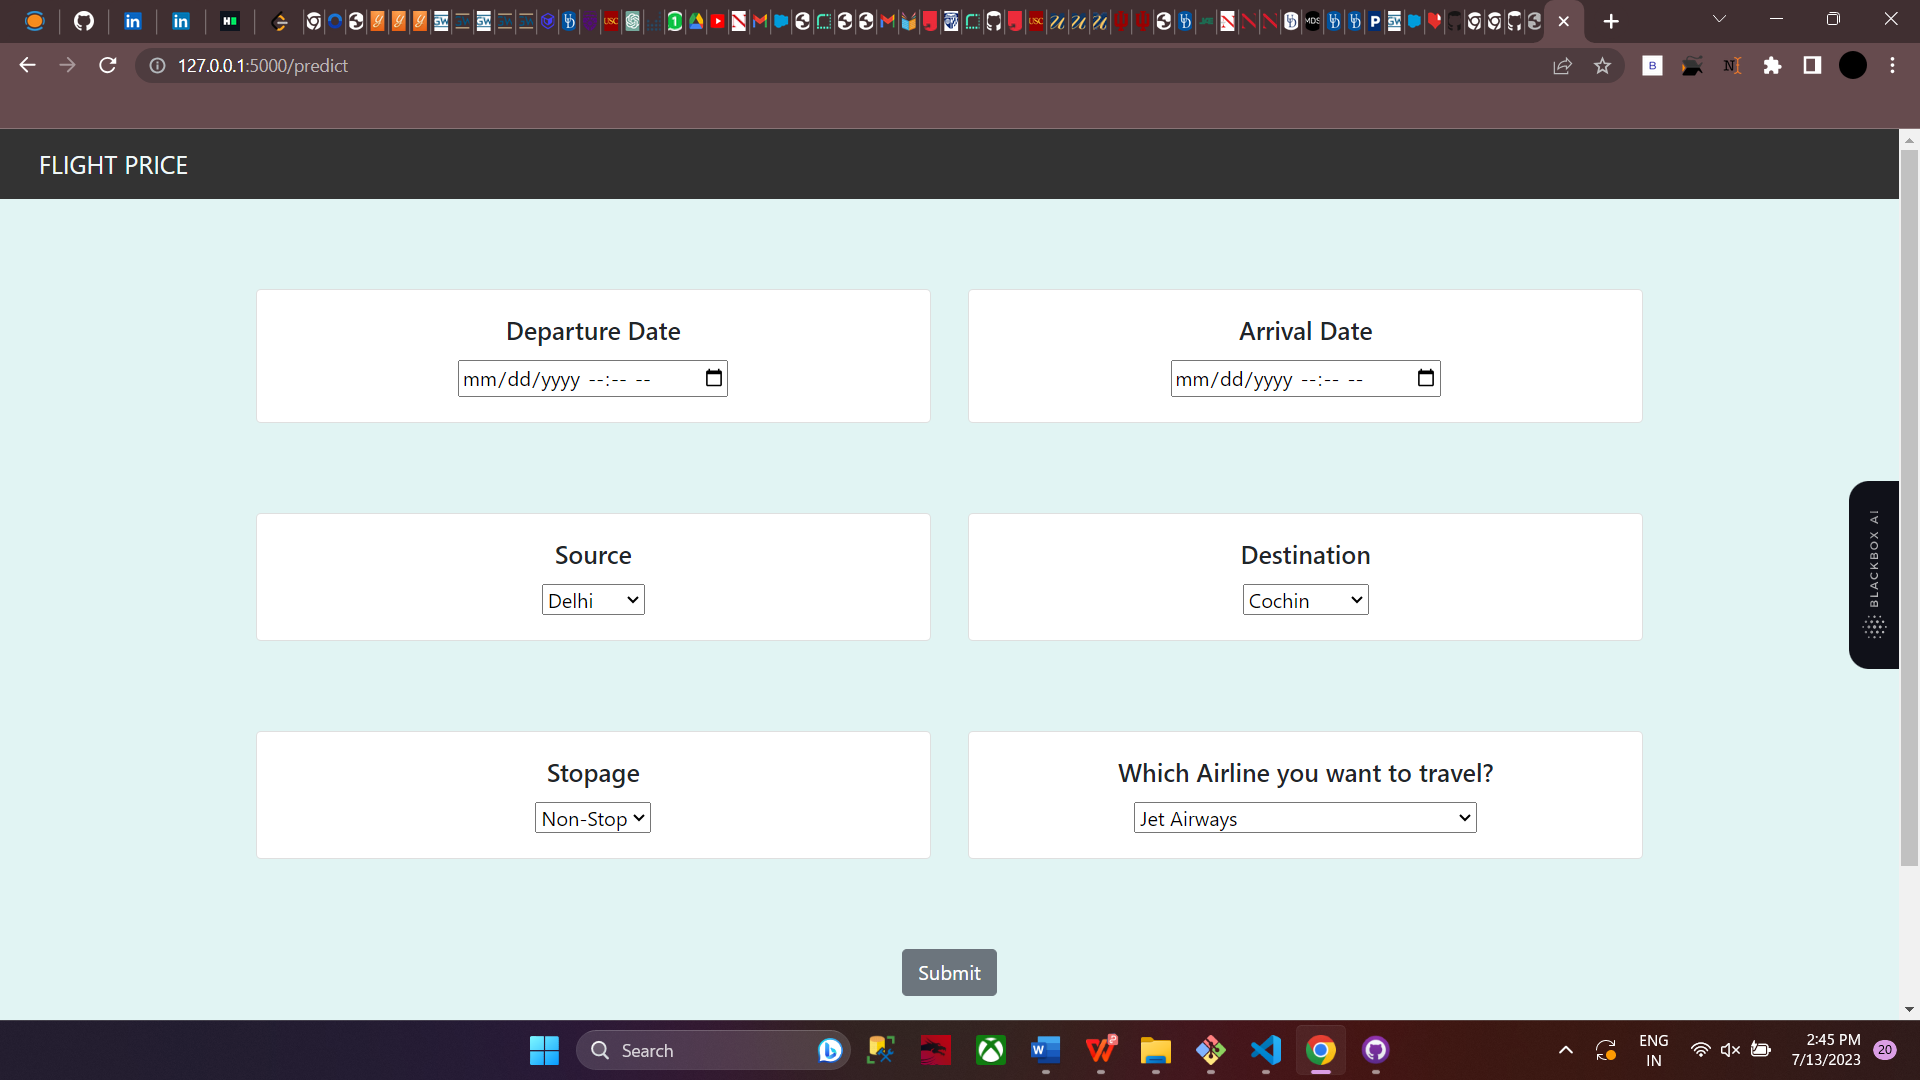 127.0.0.1:5000/predict
FLIGHT PRICE
Departure Date
mm/dd/yyyy --:-- --
Arrival Date
mm/dd/yyyy --:-- --
Source
Delhi
Destination
Cochin
BLACKBOX AI
Stopage
Non-Stop
Which Airline you want to travel?
Jet Airways
Submit
Search
ENG
IN
2:45 PM
7/13/2023
20